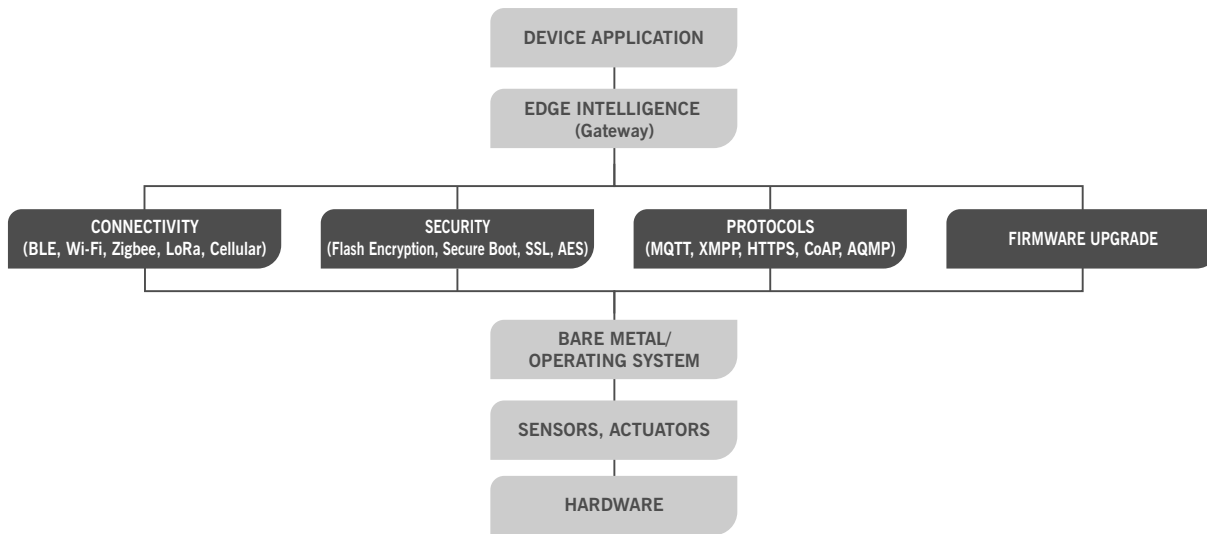 DEVICE APPLICATION
EDGE INTELLIGENCE
(Gateway)
CONNECTIVITY
(BLE, Wi-Fi, Zigbee, LoRa, Cellular)
SECURITY
(Flash Encryption, Secure Boot, SSL, AES)
PROTOCOLS
(MQTT, XMPP, HTTPS, CoAP, AQMP)
FIRMWARE UPGRADE
BARE METAL/
OPERATING SYSTEM
SENSORS, ACTUATORS
HARDWARE